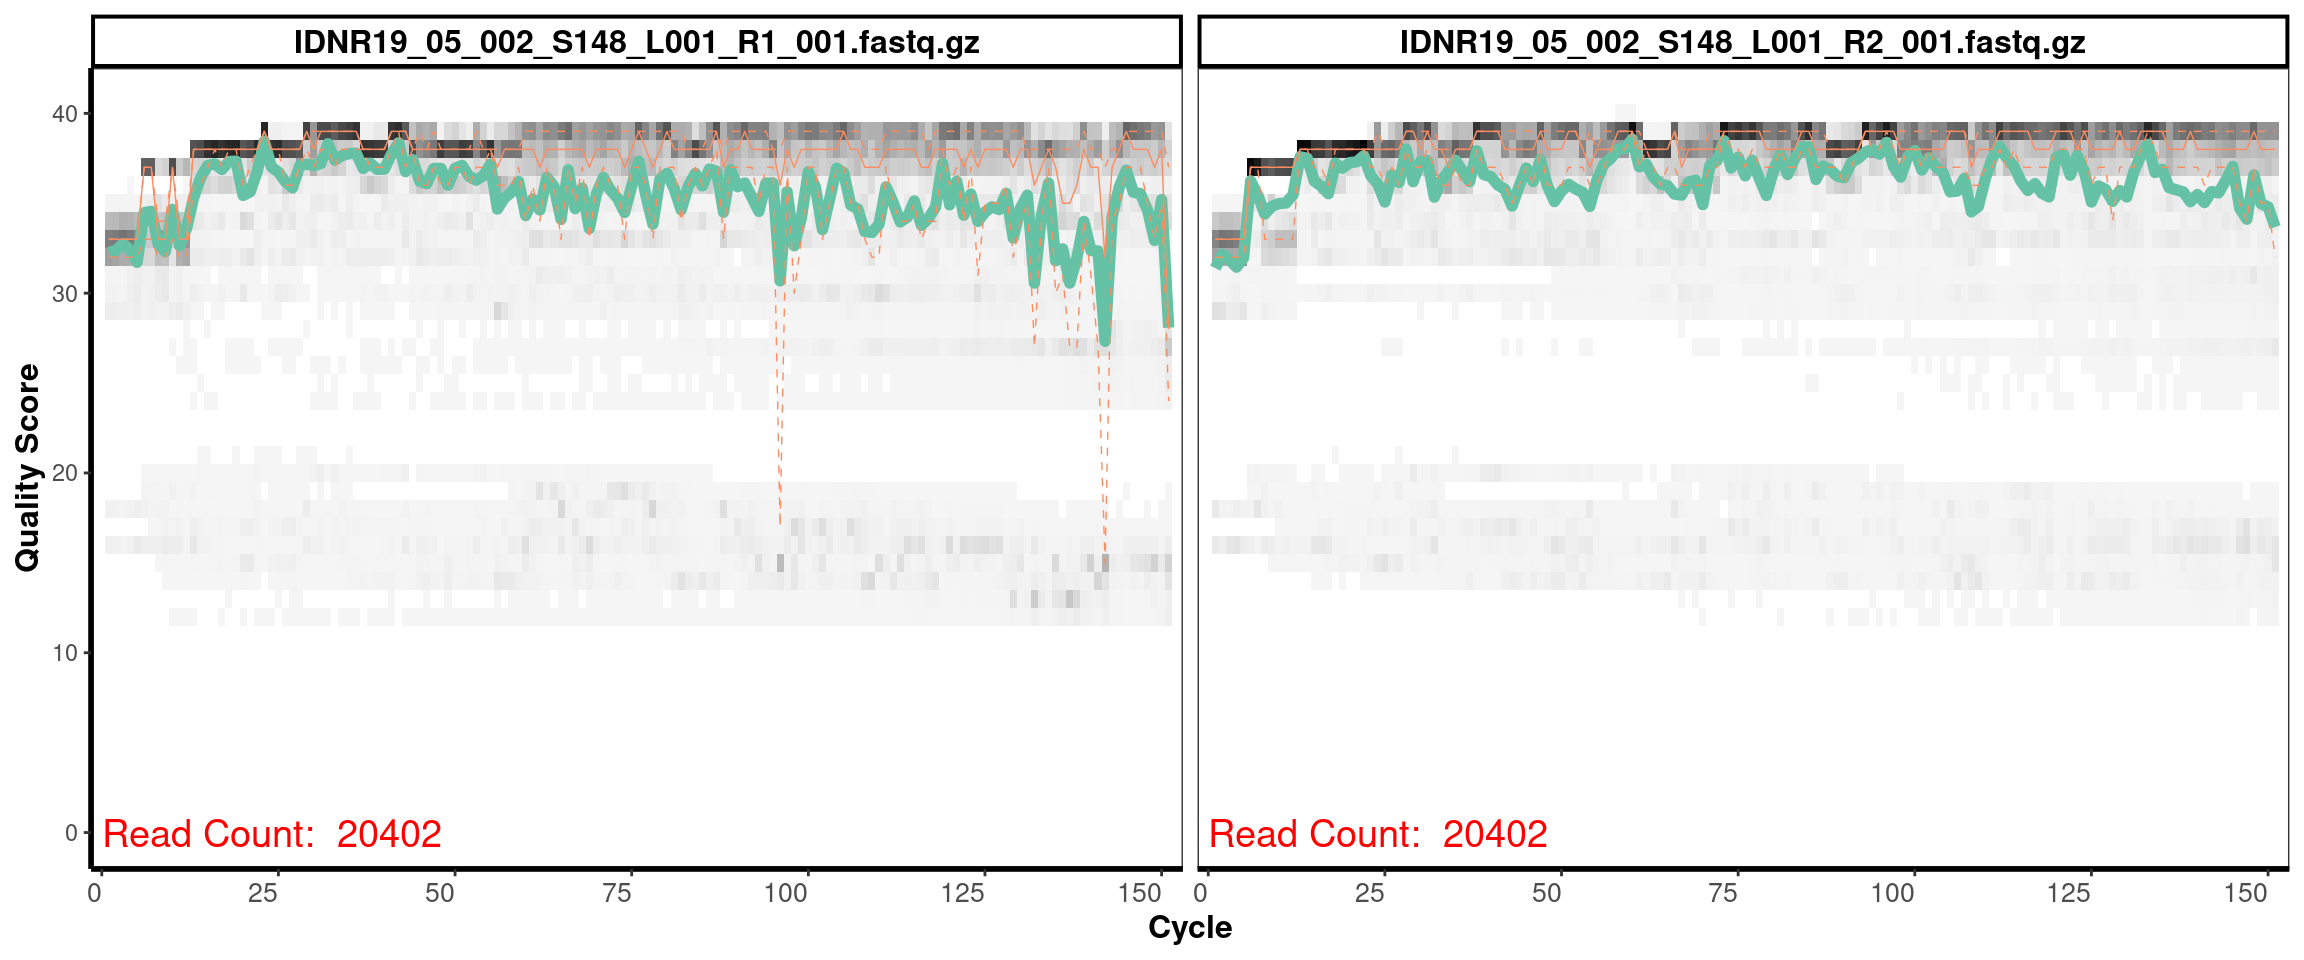 IDNR19_05_002_S148_L001_R1_001.fastq.gz
IDNR19_05_002_S148_L001_R2_001.fastq.gz
Quality Score
40
30
20
10
0
Read Count:  20402
Read Count:  20402
0 25 50 75 100 125 150
0 25 50 75 100 125 150
Cycle